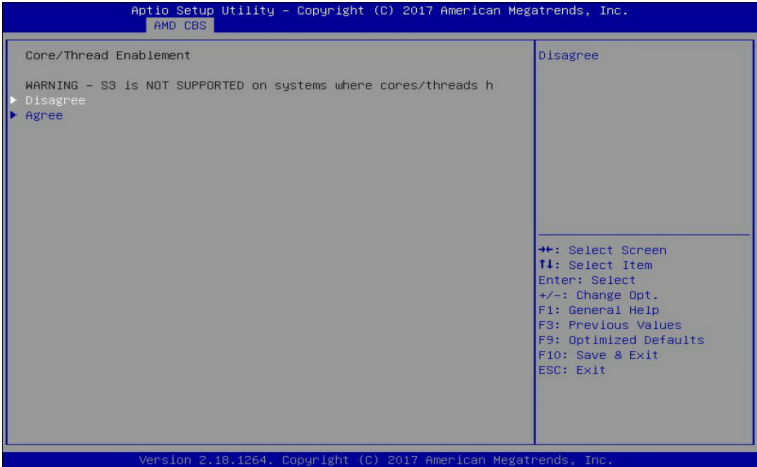 Aptio Setup Utility – Copyright (C) 2017 American Megatrends, Inc.
AMD CBS
Core/Thread Enablement
WARNING - S3 is NOT SUPPORTED on systems where cores/threads h
Disagree
Agree
Disagree
→←: Select Screen
↑↓: Select Item
Enter: Select
+/-: Change Opt.
F1: General Help
F3: Previous Values
F9: Optimized Defaults
F10: Save & Exit
ESC: Exit
Version 2.18.1264. Copyright (C) 2017 American Megatrends, Inc.